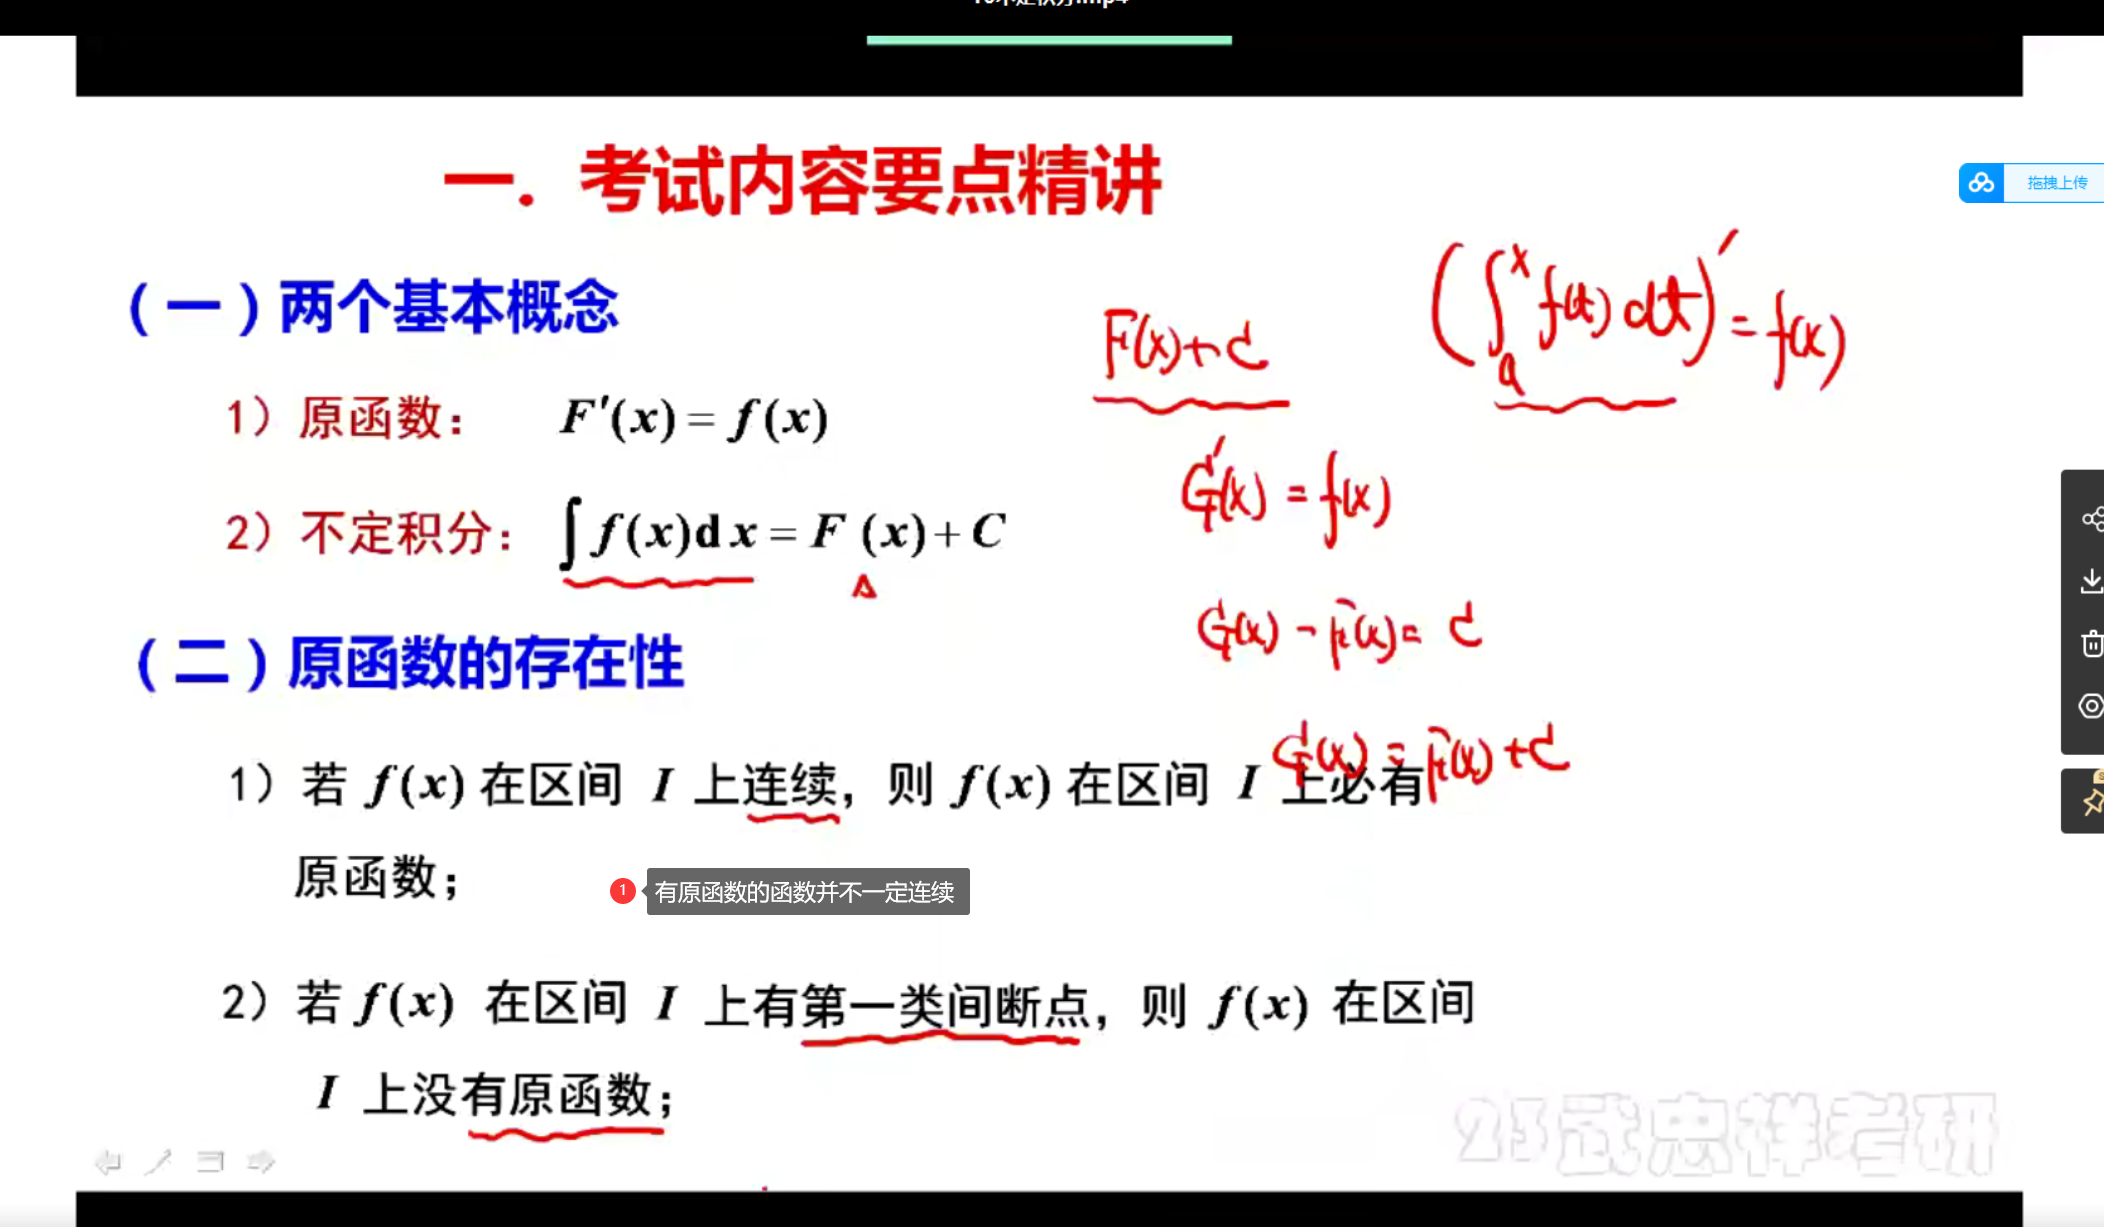 一. 考试内容要点精讲
拖拽上传
(一)两个基本概念
F(x)+C
(∫ₐˣ f(t)dt)′=f(x)
1)原函数: F′(x)=f(x)
G′(x)=f(x)
2)不定积分: ∫f(x)dx=F(x)+C
G(x)-F(x)=C
(二)原函数的存在性
G(x)=F(x)+C
1)若 f(x) 在区间 I 上连续，则 f(x) 在区间 I 上必有
原函数；
1 有原函数的函数并不一定连续
2)若 f(x) 在区间 I 上有第一类间断点，则 f(x) 在区间
I 上没有原函数；
23武忠祥考研